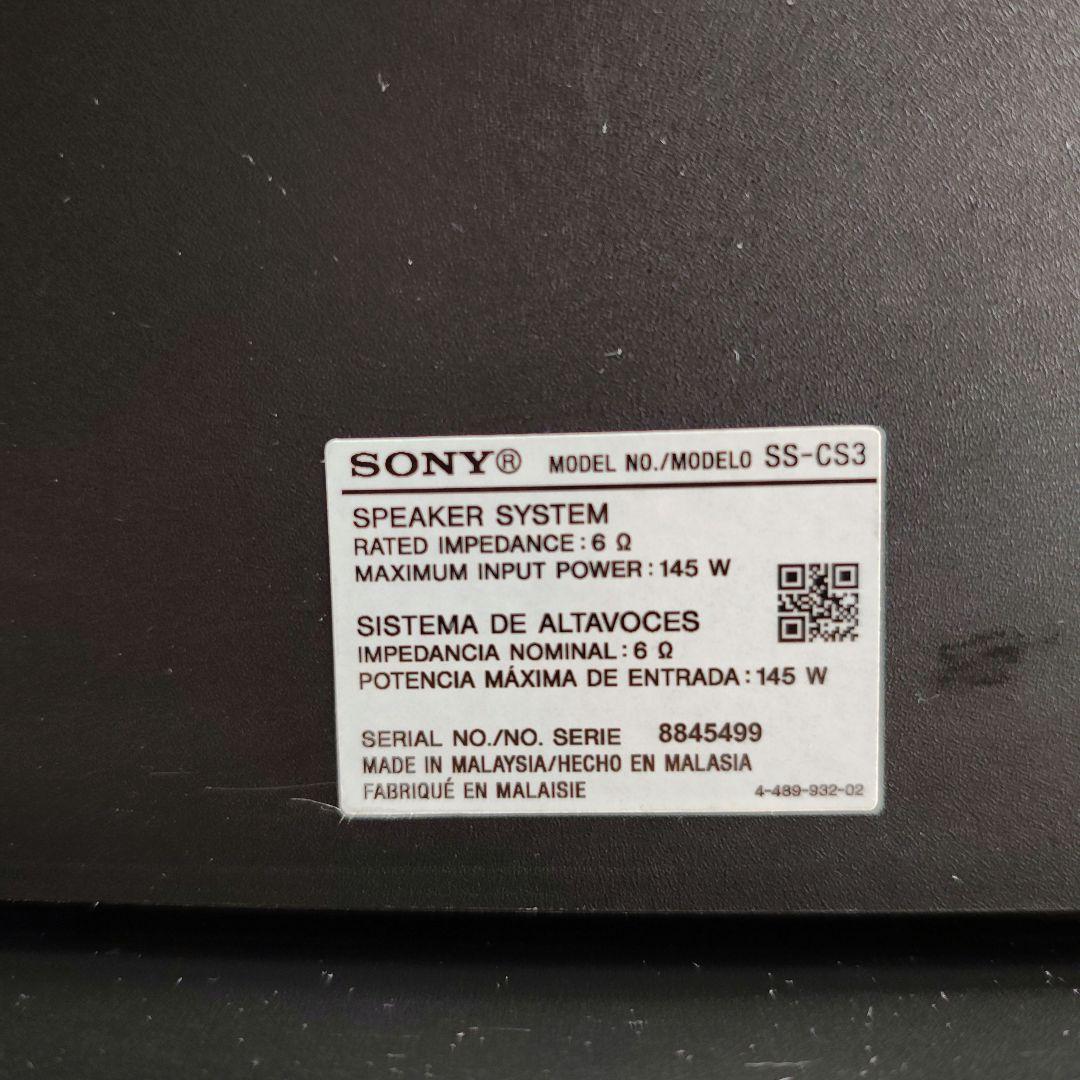 SONY® MODEL NO./MODELO SS-CS3
SPEAKER SYSTEM
RATED IMPEDANCE : 6 Ω
MAXIMUM INPUT POWER : 145 W
SISTEMA DE ALTAVOCES
IMPEDANCIA NOMINAL : 6 Ω
POTENCIA MÁXIMA DE ENTRADA : 145 W
SERIAL NO./NO. SERIE 8845499
MADE IN MALAYSIA/HECHO EN MALASIA
FABRIQUÉ EN MALAISIE 4-489-932-02